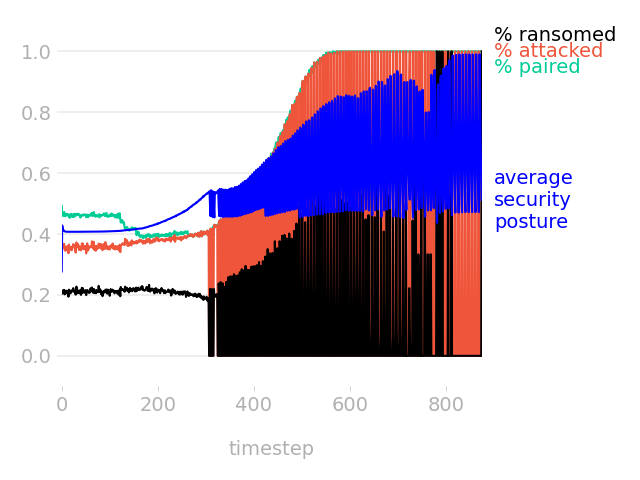 % ransomed
% attacked
% paired
1.0
0.8
0.6
0.4
0.2
0.0
average
security
posture
0 200 400 600 800
timestep